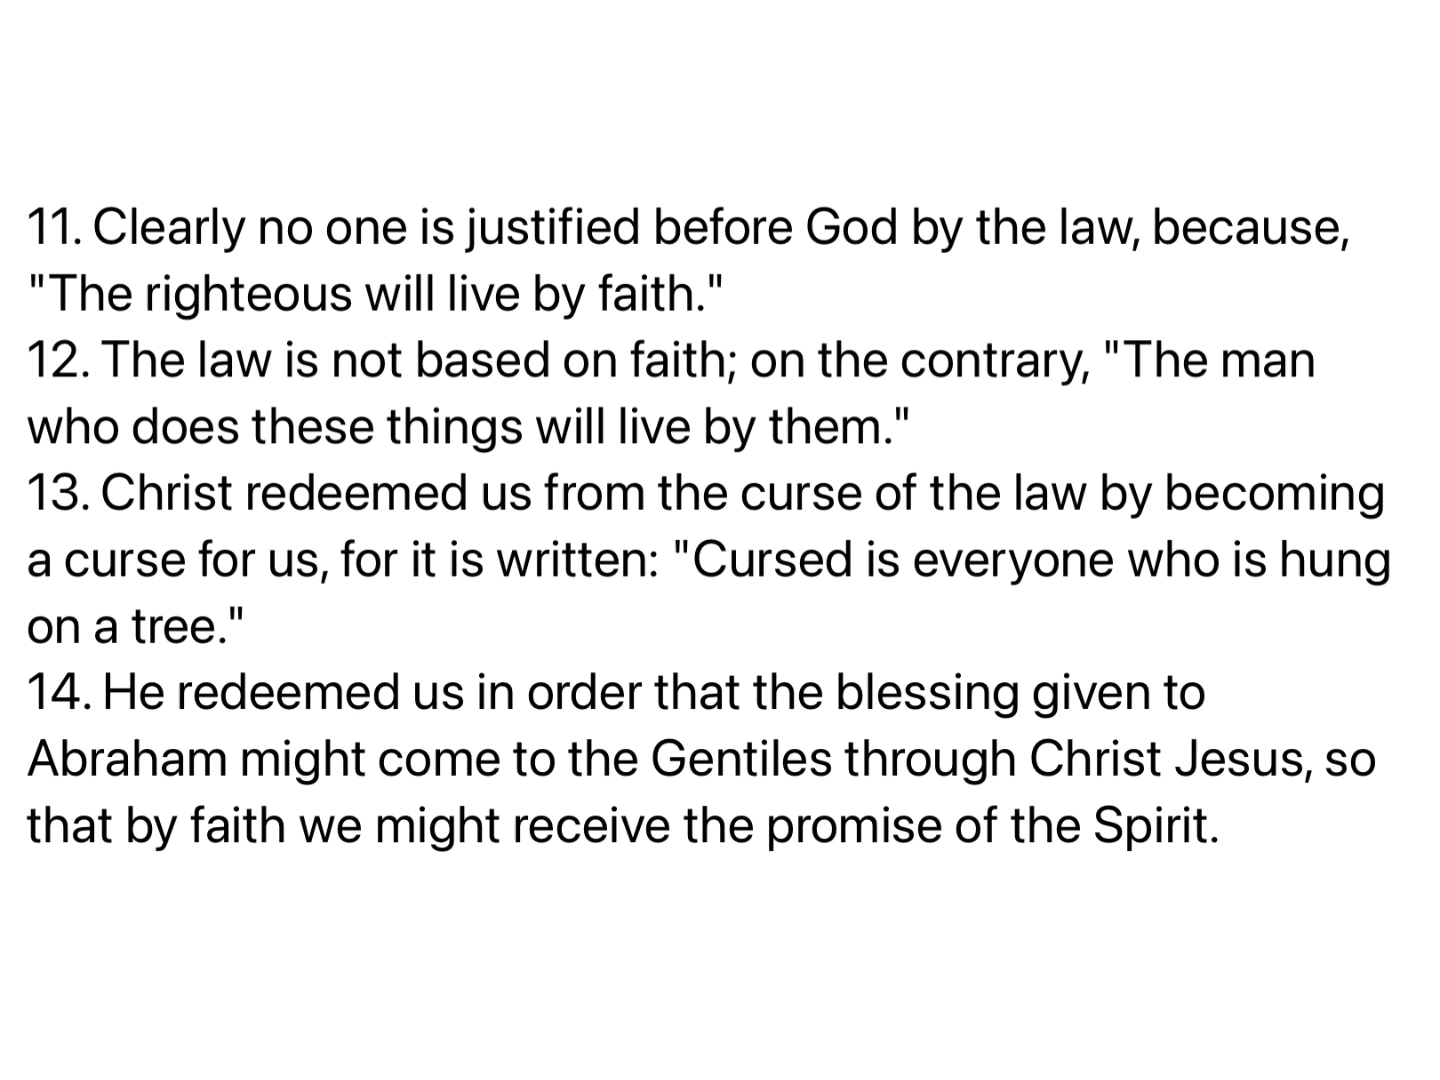 11. Clearly no one is justified before God by the law, because,
"The righteous will live by faith."
12. The law is not based on faith; on the contrary, "The man
who does these things will live by them."
13. Christ redeemed us from the curse of the law by becoming
a curse for us, for it is written: "Cursed is everyone who is hung
on a tree."
14. He redeemed us in order that the blessing given to
Abraham might come to the Gentiles through Christ Jesus, so
that by faith we might receive the promise of the Spirit.